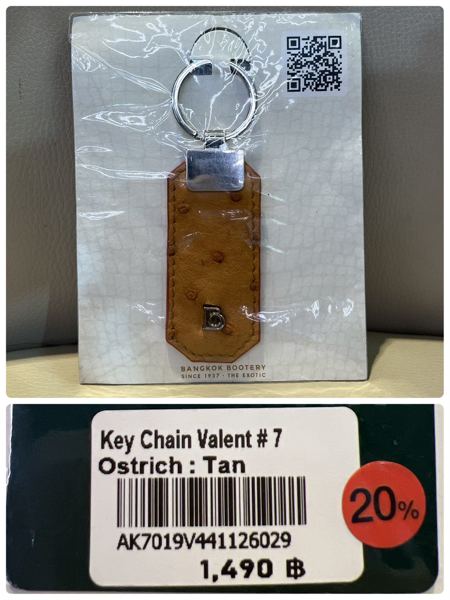 B
BANGKOK BOOTERY
SINCE 1937 · THE EXOTIC
Key Chain Valent # 7
Ostrich : Tan
AK7019V441126029
1,490 ฿
20%